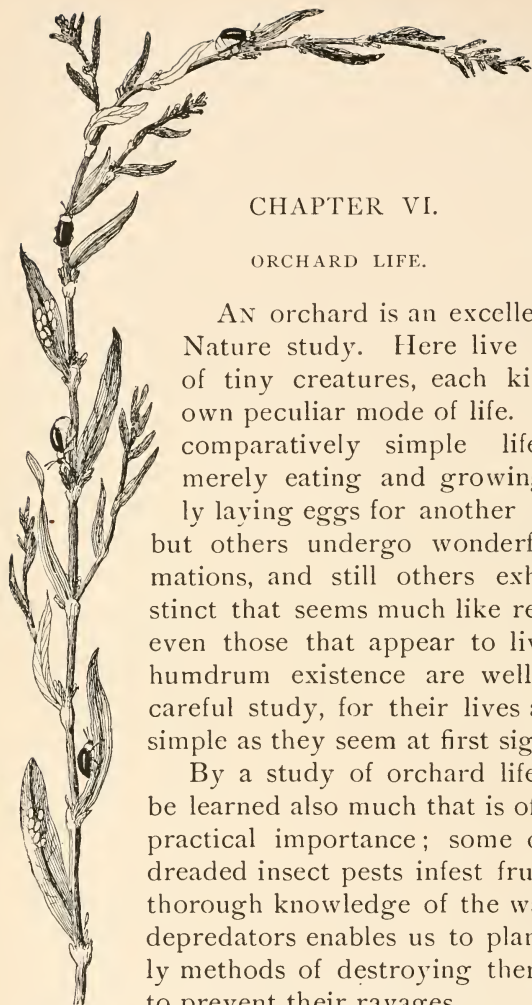 CHAPTER VI.
ORCHARD LIFE.
AN orchard is an excelle
Nature study. Here live
of tiny creatures, each ki
own peculiar mode of life.
comparatively simple life
merely eating and growin
ly laying eggs for another
but others undergo wonderf
mations, and still others exh
stinct that seems much like re
even those that appear to liv
humdrum existence are well
careful study, for their lives a
simple as they seem at first sig
By a study of orchard life
be learned also much that is of
practical importance; some o
dreaded insect pests infest fru
thorough knowledge of the wa
depredators enables us to plan
ly methods of destroying then
to prevent their ravages